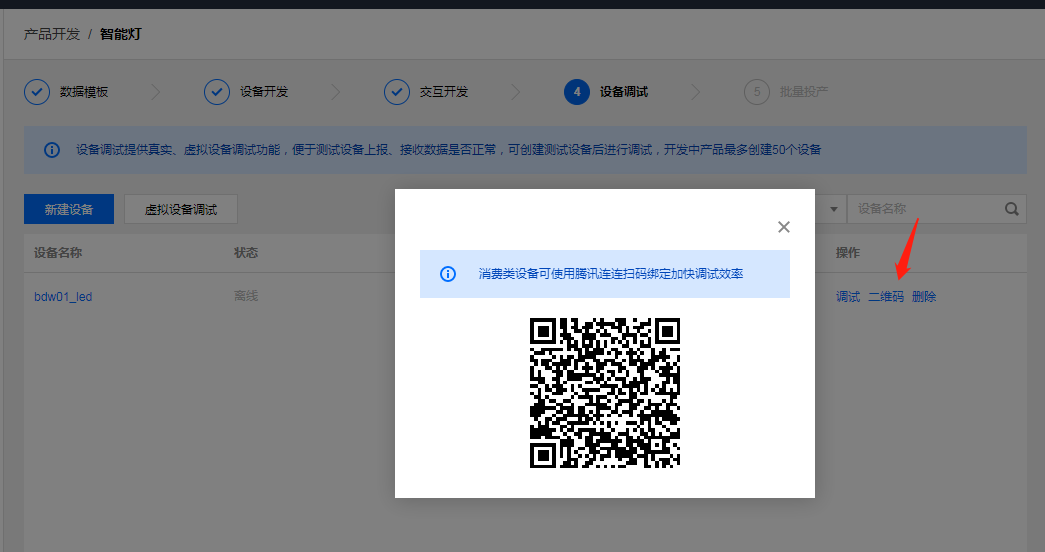 产品开发 / 智能灯
数据模板
设备开发
交互开发
4 设备调试
5 批量投产
设备调试提供真实、虚拟设备调试功能，便于测试设备上报、接收数据是否正常，可创建测试设备后进行调试，开发中产品最多创建50个设备
新建设备 虚拟设备调试 设备名称
设备名称 状态 操作
消费类设备可使用腾讯连连扫码绑定加快调试效率
bdw01_led 离线 调试 二维码 删除